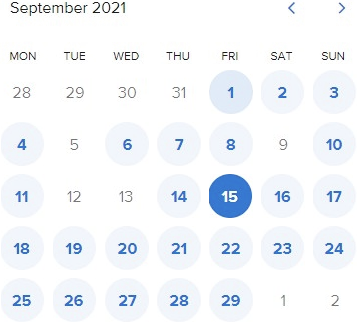 September 2021
MON TUE WED THU FRI SAT SUN
28 29 30 31 1 2 3
4 5 6 7 8 9 10
11 12 13 14 15 16 17
18 19 20 21 22 23 24
25 26 27 28 29 1 2